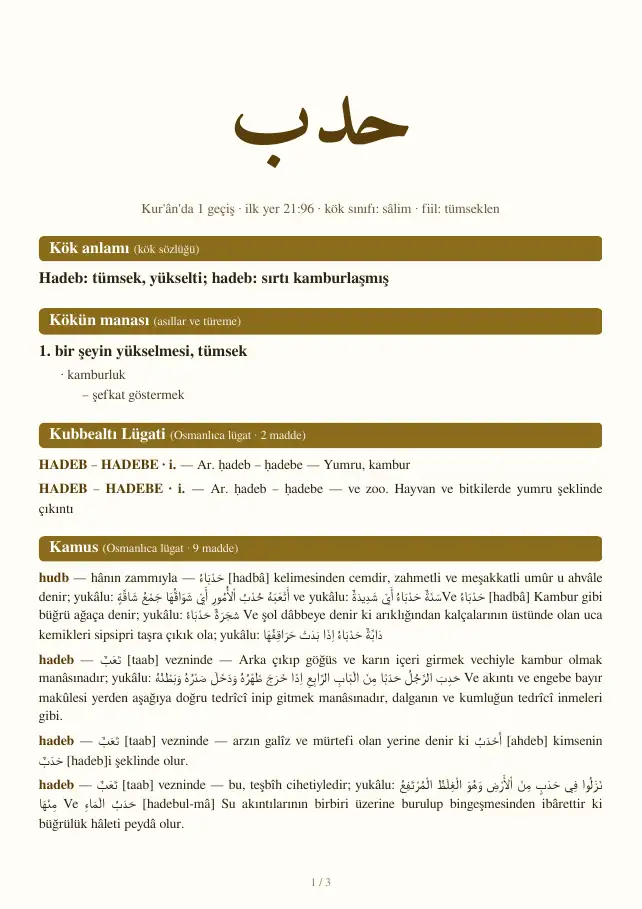 حدب
Kur'ân'da 1 geçiş · ilk yer 21:96 · kök sınıfı: sâlim · fiil: tümseklen
Kök anlamı (kök sözlüğü)
Hadeb: tümsek, yükselti; hadeb: sırtı kamburlaşmış
Kökün manası (asıllar ve türeme)
1. bir şeyin yükselmesi, tümsek
· kamburluk
– şefkat göstermek
Kubbealtı Lügati (Osmanlıca lügat · 2 madde)
HADEB – HADEBE · i. — Ar. ḥadeb – ḥadebe — Yumru, kambur
HADEB – HADEBE · i. — Ar. ḥadeb – ḥadebe — ve zoo. Hayvan ve bitkilerde yumru şeklinde
çıkıntı
Kamus (Osmanlıca lügat · 9 madde)
hudb — hânın zammıyla — حَدْبَاءُ [hadbâ] kelimesinden cemdir, zahmetli ve meşakkatli umûr u ahvâle
denir; yukâlu: أَتْعَبَهُ حُدْبُ الْأُمُورِ أَيْ شَوَاقُّهَا جَمْعُ شَاقَّةٍ ve yukâlu: سَنَةٌ حَدْبَاءُ أَيْ شَدِيدَةٌ Ve حَدْبَاءُ [hadbâ] Kambur gibi
büğrü ağaça denir; yukâlu: شَجَرَةٌ حَدْبَاءُ Ve şol dâbbeye denir ki arıklığından kalçalarının üstünde olan uca
kemikleri sipsipri taşra çıkık ola; yukâlu: دَابَّةٌ حَدْبَاءُ اِذَا بَدَتْ حَرَاقِفُهَا
hadeb — تَعَبٌ [taab] vezninde — Arka çıkıp göğüs ve karın içeri girmek vechiyle kambur olmak
manâsınadır; yukâlu: حَدِبَ الرَّجُلُ حَدَبًا مِنَ الْبَابِ الرَّابِعِ اِذَا خَرَجَ ظَهْرُهُ وَدَخَلَ صَدْرُهُ وَبَطْنُهُ Ve akıntı ve engebe bayır
makûlesi yerden aşağıya doğru tedrîcî inip gitmek manâsınadır, dalganın ve kumluğun tedrîcî inmeleri
gibi.
hadeb — تَعَبٌ [taab] vezninde — arzın galîz ve mürtefi olan yerine denir ki أَحْدَبُ [ahdeb] kimsenin
حَدَبٌ [hadeb]i şeklinde olur.
hadeb — تَعَبٌ [taab] vezninde — bu, teşbîh cihetiyledir; yukâlu: نَزَلُوا فِي حَدَبٍ مِنَ الْأَرْضِ وَهُوَ الْغَلِظُ الْمُرْتَفِعُ
مِنْهَا Ve حَدَبُ الْمَاءِ [hadebul-mâ] Su akıntılarının birbiri üzerine burulup bingeşmesinden ibârettir ki
büğrülük hâleti peydâ olur.
1 / 3